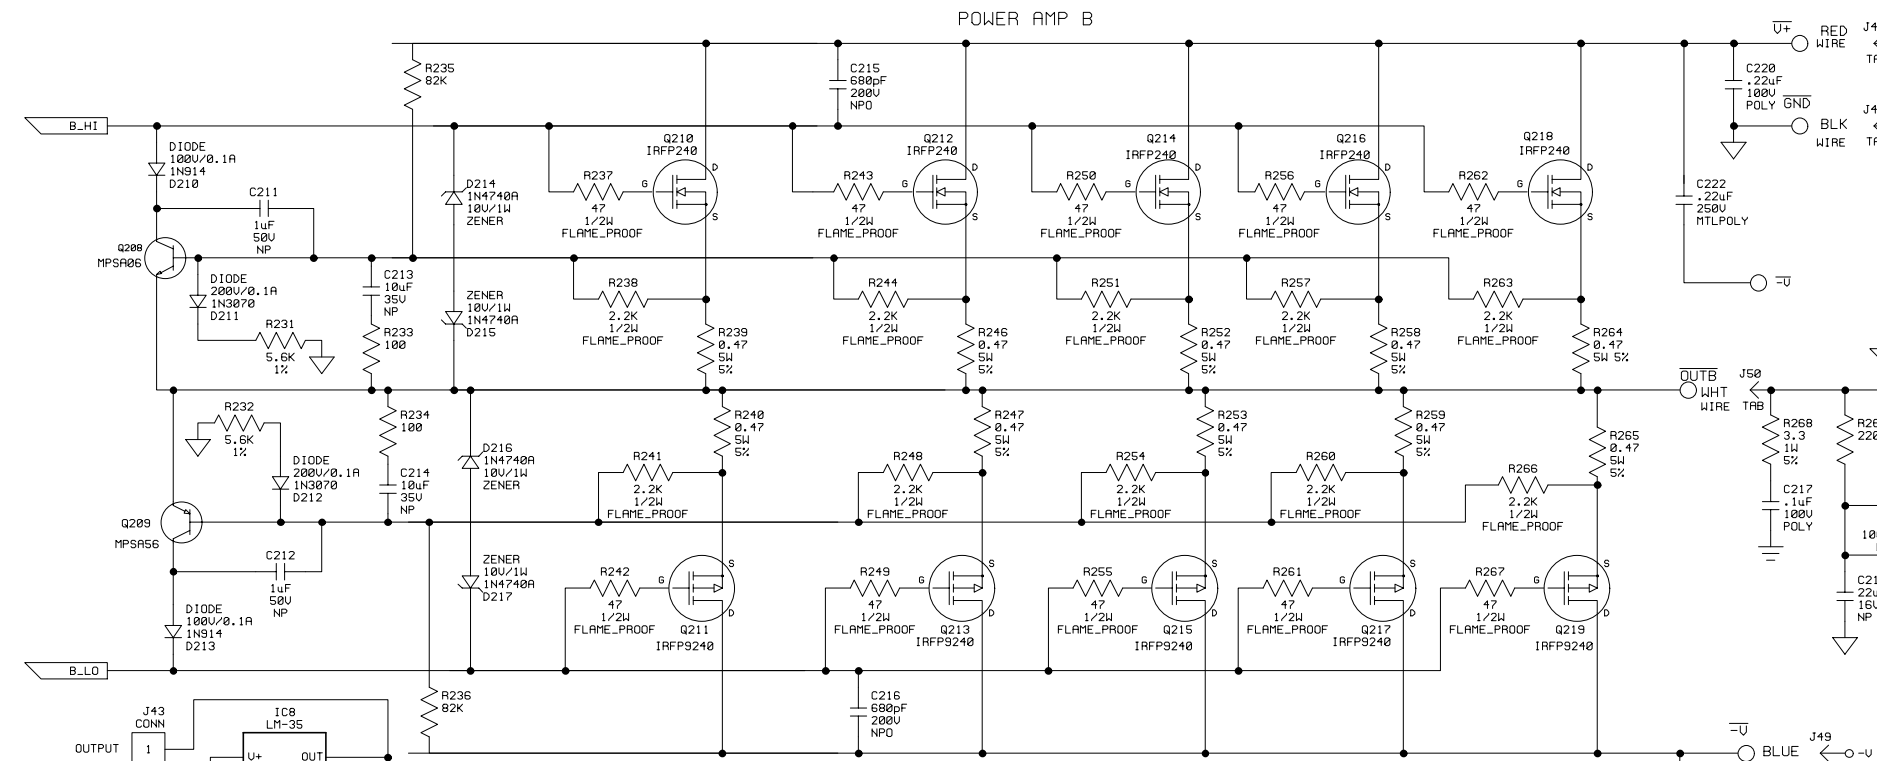 POWER AMP B
V+
RED
WIRE
J4
TA
R235
82K
C215
680pF
200V
NPO
C220
.22uF
100V
POLY
GND
BLK
WIRE
J4
TA
B_HI
DIODE
100V/0.1A
1N914
D210
C211
1uF
50V
NP
Q208
MPSA06
DIODE
200V/0.1A
1N3070
D211
R231
5.6K
1%
C213
10uF
35V
NP
R233
100
D214
1N4740A
10V/1W
ZENER
ZENER
10V/1W
1N4740A
D215
Q210
IRFP240
Q212
IRFP240
Q214
IRFP240
Q216
IRFP240
Q218
IRFP240
D
D
D
D
D
R237
47
1/2W
FLAME_PROOF
G
R243
47
1/2W
FLAME_PROOF
G
R250
47
1/2W
FLAME_PROOF
G
R256
47
1/2W
FLAME_PROOF
G
R262
47
1/2W
FLAME_PROOF
G
S
S
S
S
S
C222
.22uF
250V
MTLPOLY
-V
R238
2.2K
1/2W
FLAME_PROOF
R244
2.2K
1/2W
FLAME_PROOF
R251
2.2K
1/2W
FLAME_PROOF
R257
2.2K
1/2W
FLAME_PROOF
R263
2.2K
1/2W
FLAME_PROOF
R239
0.47
5W
5%
R246
0.47
5W
5%
R252
0.47
5W
5%
R258
0.47
5W
5%
R264
0.47
5W 5%
OUTB
WHT
WIRE
J50
TAB
R232
5.6K
1%
R234
100
DIODE
200V/0.1A
1N3070
D212
C214
10uF
35V
NP
D216
1N4740A
10V/1W
ZENER
R240
0.47
5W
5%
R247
0.47
5W
5%
R253
0.47
5W
5%
R259
0.47
5W
5%
R265
0.47
5W
5%
R268
3.3
1W
5%
R26
220
C217
.1uF
100V
POLY
R241
2.2K
1/2W
FLAME_PROOF
R248
2.2K
1/2W
FLAME_PROOF
R254
2.2K
1/2W
FLAME_PROOF
R260
2.2K
1/2W
FLAME_PROOF
R266
2.2K
1/2W
FLAME_PROOF
Q209
MPSA56
C212
1uF
50V
NP
DIODE
100V/0.1A
1N914
D213
ZENER
10V/1W
1N4740A
D217
S
S
S
S
S
R242
47
1/2W
FLAME_PROOF
G
R249
47
1/2W
FLAME_PROOF
G
R255
47
1/2W
FLAME_PROOF
G
R261
47
1/2W
FLAME_PROOF
G
R267
47
1/2W
FLAME_PROOF
G
D
D
D
D
D
Q211
IRFP9240
Q213
IRFP9240
Q215
IRFP9240
Q217
IRFP9240
Q219
IRFP9240
10
C21
22u
16V
NP
B_LO
R236
82K
C216
680pF
200V
NPO
J43
CONN
OUTPUT
1
IC8
LM-35
V+
OUT
-V
BLUE
J49
-V